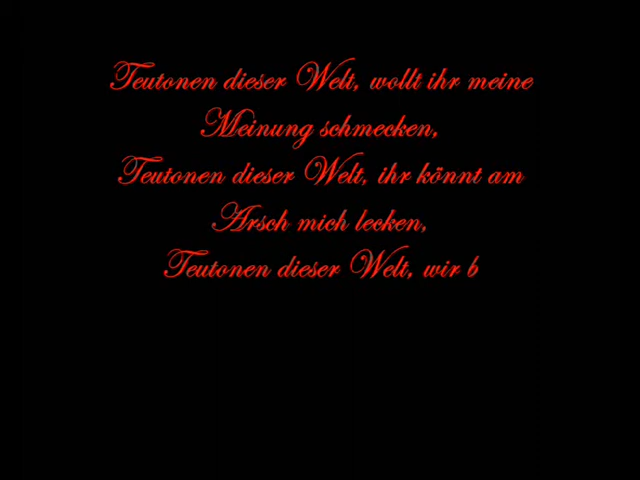 Teutonen dieser Welt, wollt ihr meine
Meinung schmecken,
Teutonen dieser Welt, ihr könnt am
Arsch mich lecken,
Teutonen dieser Welt, wir b